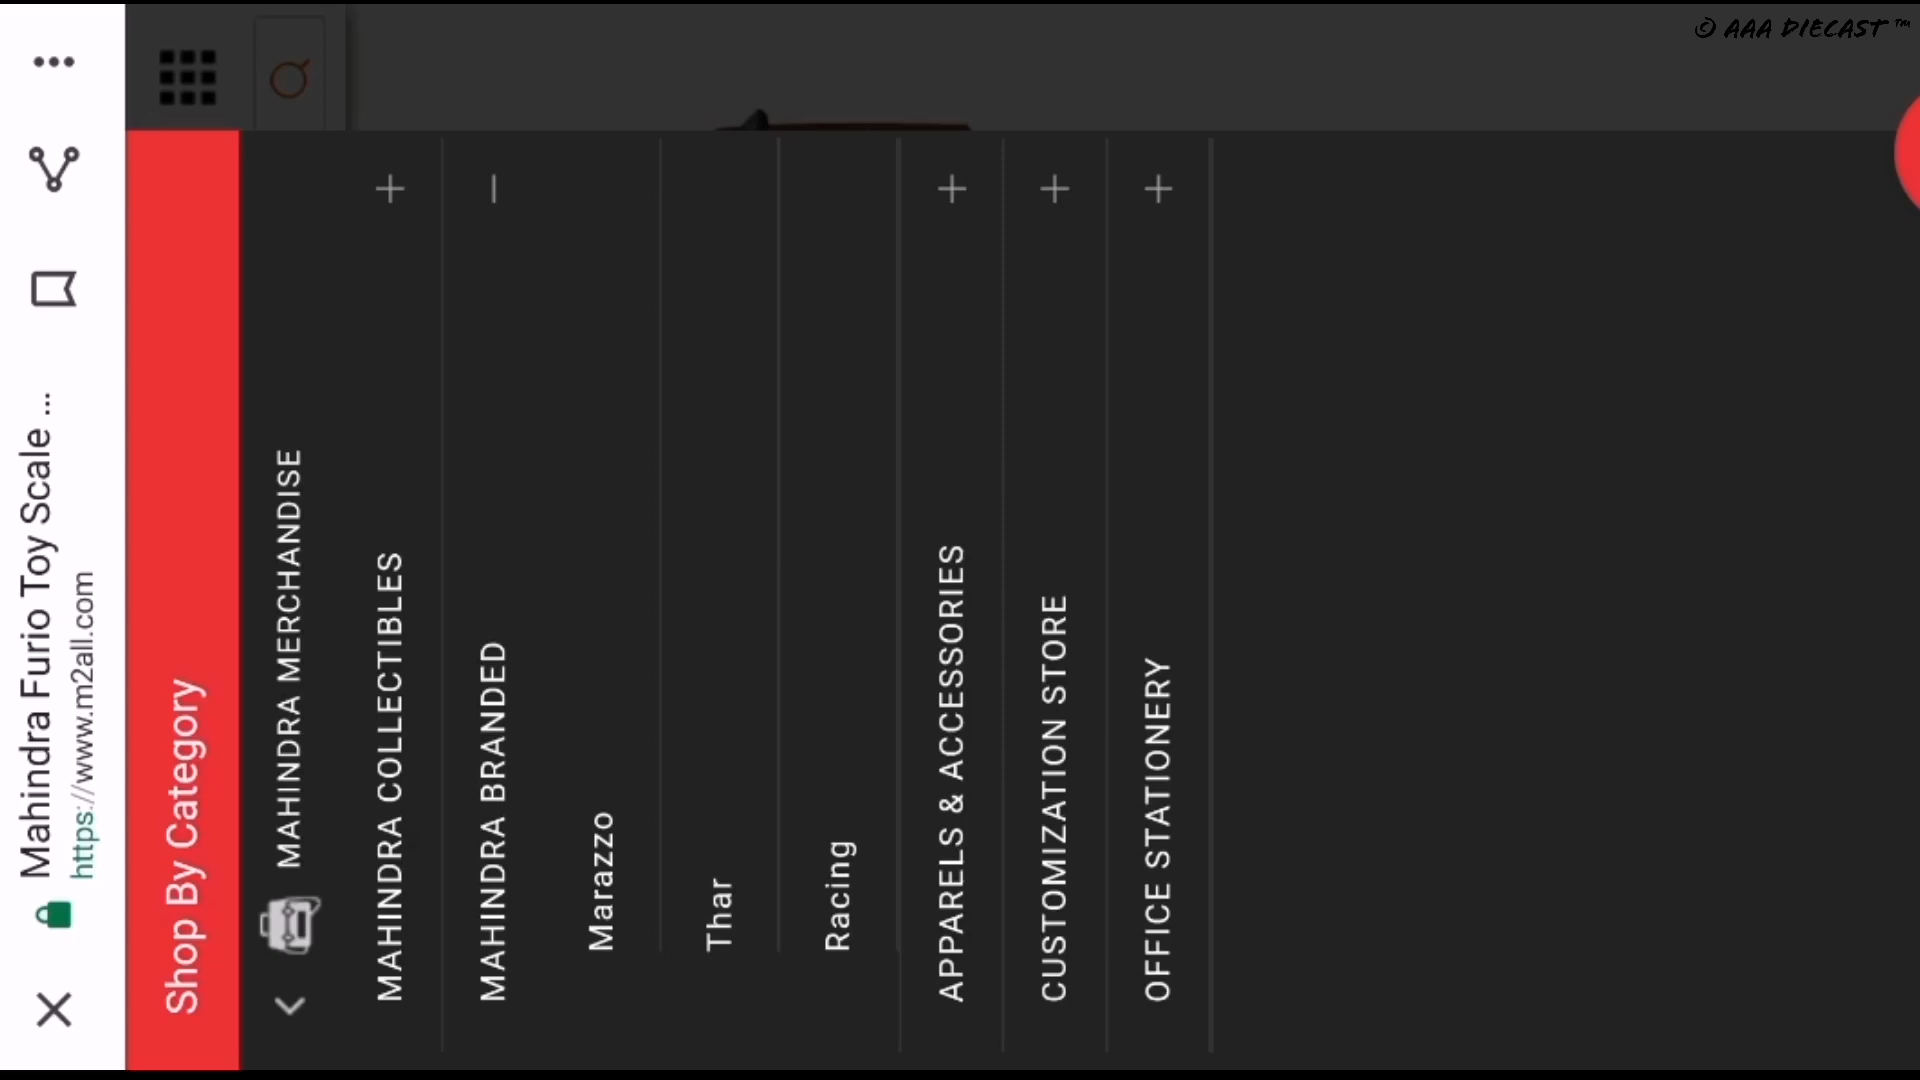 © AAA DIECAST™
Mahindra Furio Toy Scale ...
https://www.m2all.com
Shop By Category
MAHINDRA MERCHANDISE
MAHINDRA COLLECTIBLES
MAHINDRA BRANDED
Marazzo
Thar
Racing
APPARELS & ACCESSORIES
CUSTOMIZATION STORE
OFFICE STATIONERY